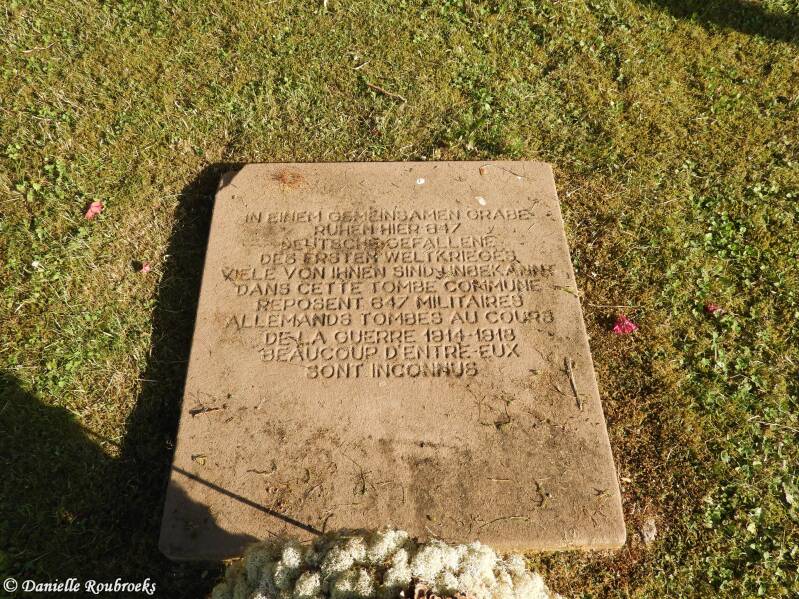 IN EINEM GEMEINSAMEN GRABE
RUHEN HIER 847
DEUTSCHE GEFALLENE
DES ERSTEN WELTKRIEGES
VIELE VON IHNEN SIND UNBEKANNT
DANS CETTE TOMBE COMMUNE
REPOSENT 847 MILITAIRES
ALLEMANDS TOMBES AU COURS
DE LA GUERRE 1914-1918
BEAUCOUP D'ENTRE-EUX
SONT INCONNUS
© Danielle Roubroeks